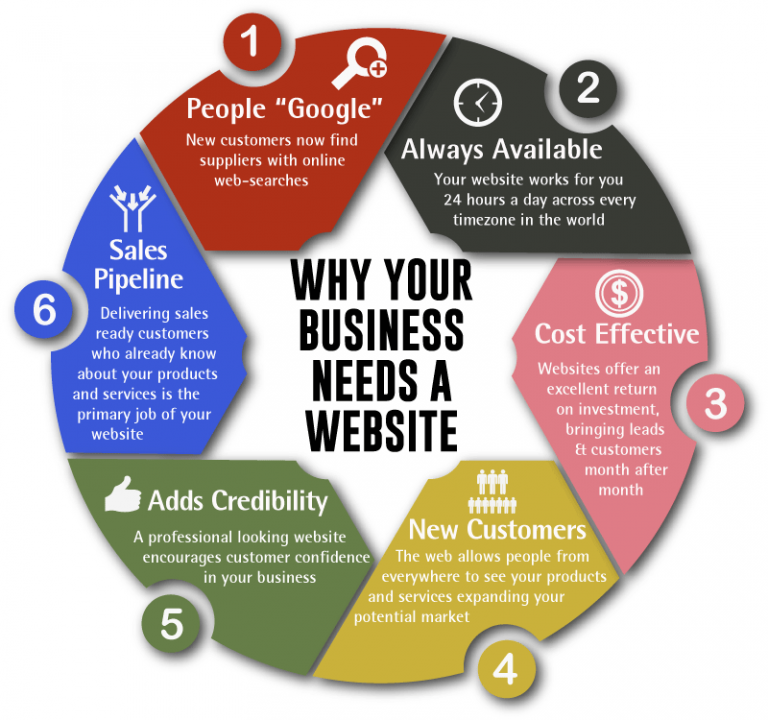 WHY YOUR
BUSINESS
NEEDS A
WEBSITE
1
People “Google”
New customers now find
suppliers with online
web-searches
2
Always Available
Your website works for you
24 hours a day across every
timezone in the world
3
$
Cost Effective
Websites offer an
excellent return
on investment,
bringing leads
& customers
month after
month
4
New Customers
The web allows people from
everywhere to see your products
and services expanding your
potential market
5
Adds Credibility
A professional looking website
encourages customer confidence
in your business
6
Sales
Pipeline
Delivering sales
ready customers
who already know
about your products
and services is the
primary job of your
website